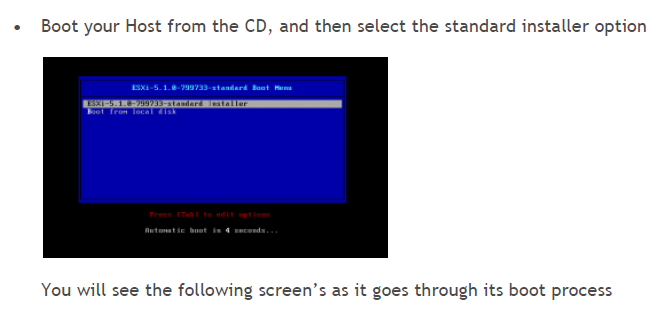 • Boot your Host from the CD, and then select the standard installer option
ESXi-5.1.0-799733-standard Boot Menu
ESXi-5.1.0-799733-standard Installer
Boot from local disk
Press [Tab] to edit options
Automatic boot in 4 seconds...
You will see the following screen’s as it goes through its boot process